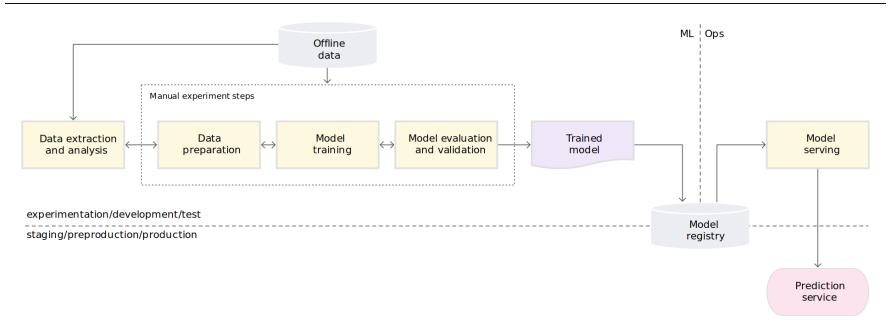 Offline
data
ML
Ops
Manual experiment steps
Data extraction
and analysis
Data
preparation
Model
training
Model evaluation
and validation
Trained
model
Model
serving
experimentation/development/test
staging/preproduction/production
Model
registry
Prediction
service